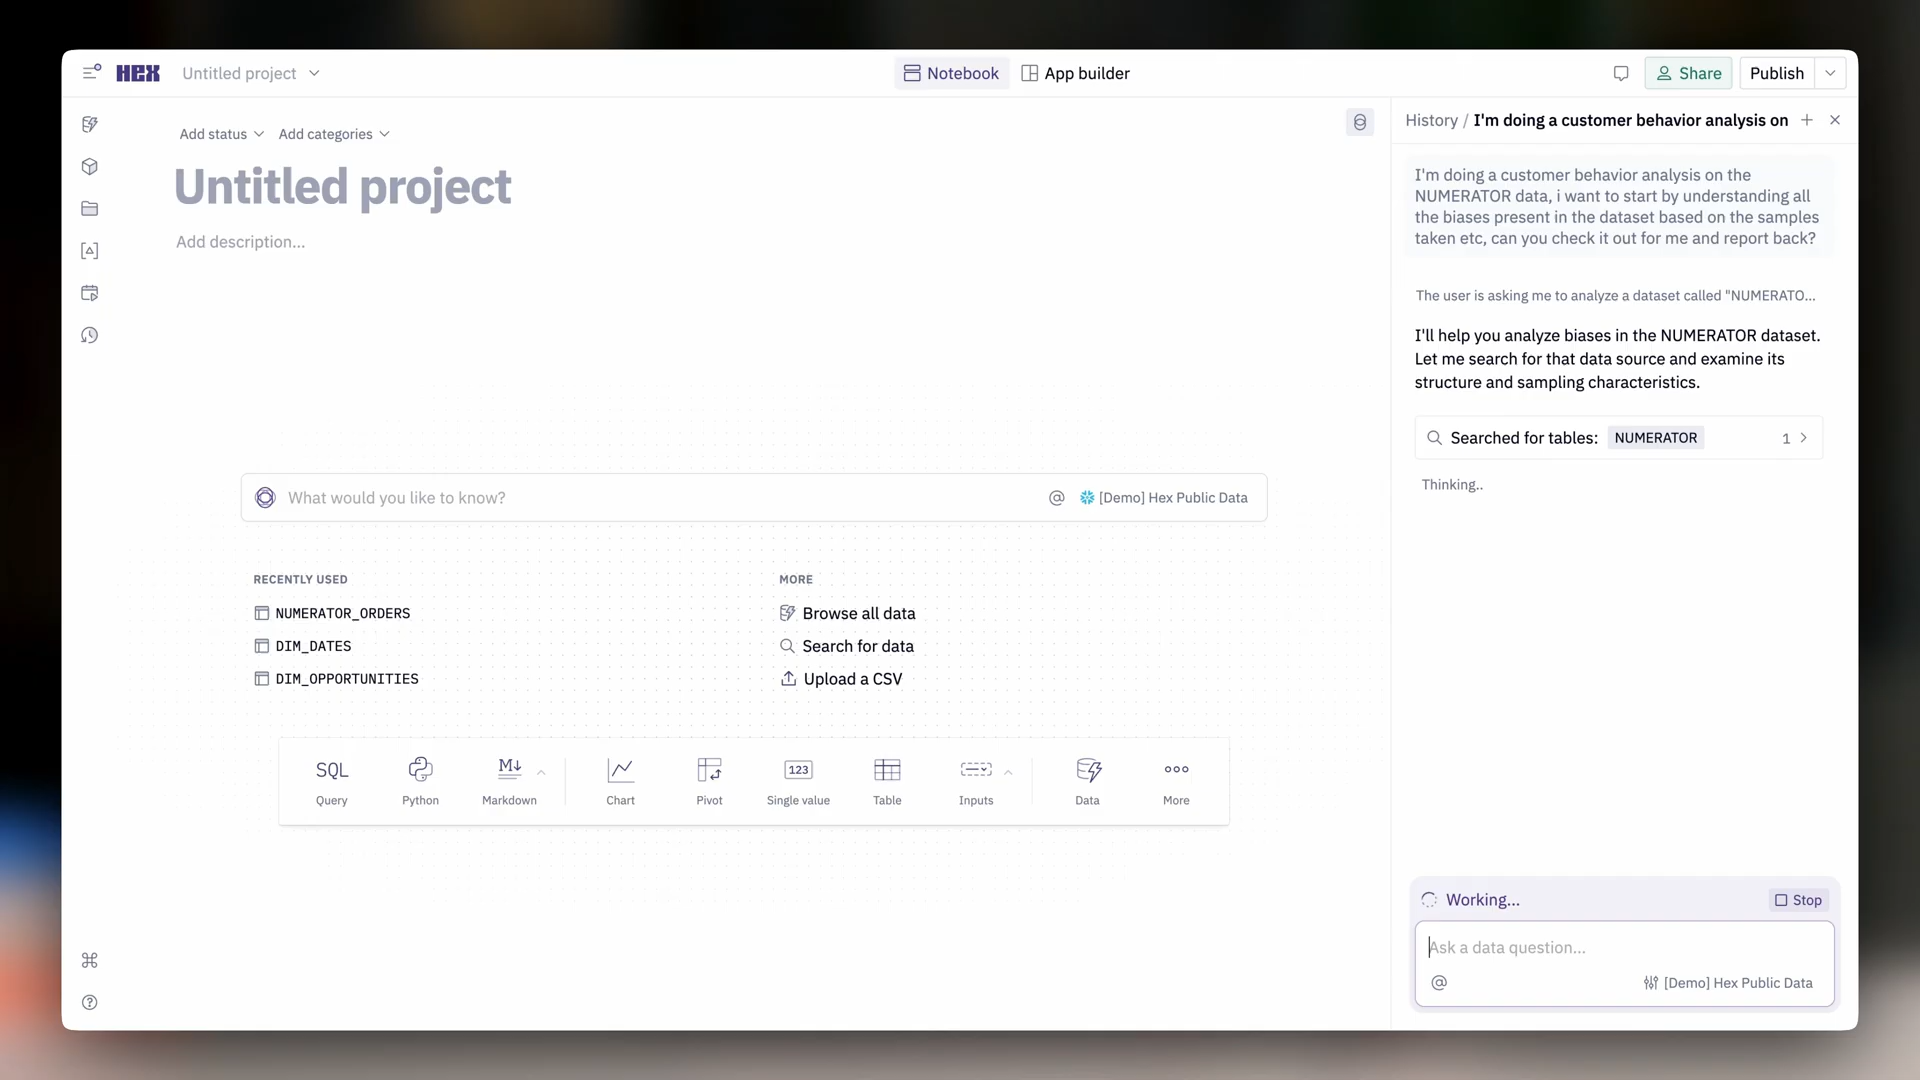 HEX
Untitled project
Notebook
App builder
Share
Publish
Add status
Add categories
Untitled project
Add description...
What would you like to know?
@
[Demo] Hex Public Data
RECENTLY USED
NUMERATOR_ORDERS
DIM_DATES
DIM_OPPORTUNITIES
MORE
Browse all data
Search for data
Upload a CSV
SQL
Query
Python
M↓
Markdown
Chart
Pivot
123
Single value
Table
Inputs
Data
More
History / I'm doing a customer behavior analysis on
I'm doing a customer behavior analysis on the
NUMERATOR data, i want to start by understanding all
the biases present in the dataset based on the samples
taken etc, can you check it out for me and report back?
The user is asking me to analyze a dataset called "NUMERATO...
I'll help you analyze biases in the NUMERATOR dataset.
Let me search for that data source and examine its
structure and sampling characteristics.
Searched for tables: NUMERATOR 1
Thinking..
Working...
Stop
Ask a data question...
@
[Demo] Hex Public Data